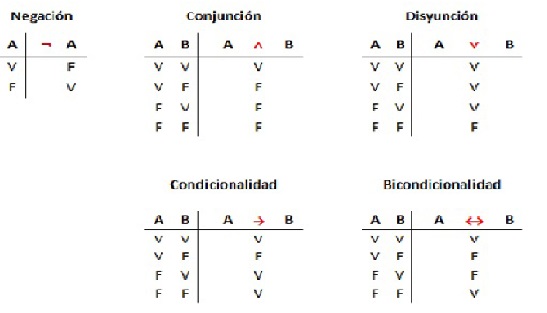 Negación
A ¬ A
V F
F V
Conjunción
A B A ∧ B
V V V
V F F
F V F
F F F
Disyunción
A B A ∨ B
V V V
V F V
F V V
F F F
Condicionalidad
A B A → B
V V V
V F F
F V V
F F V
Bicondicionalidad
A B A ↔ B
V V V
V F F
F V F
F F V